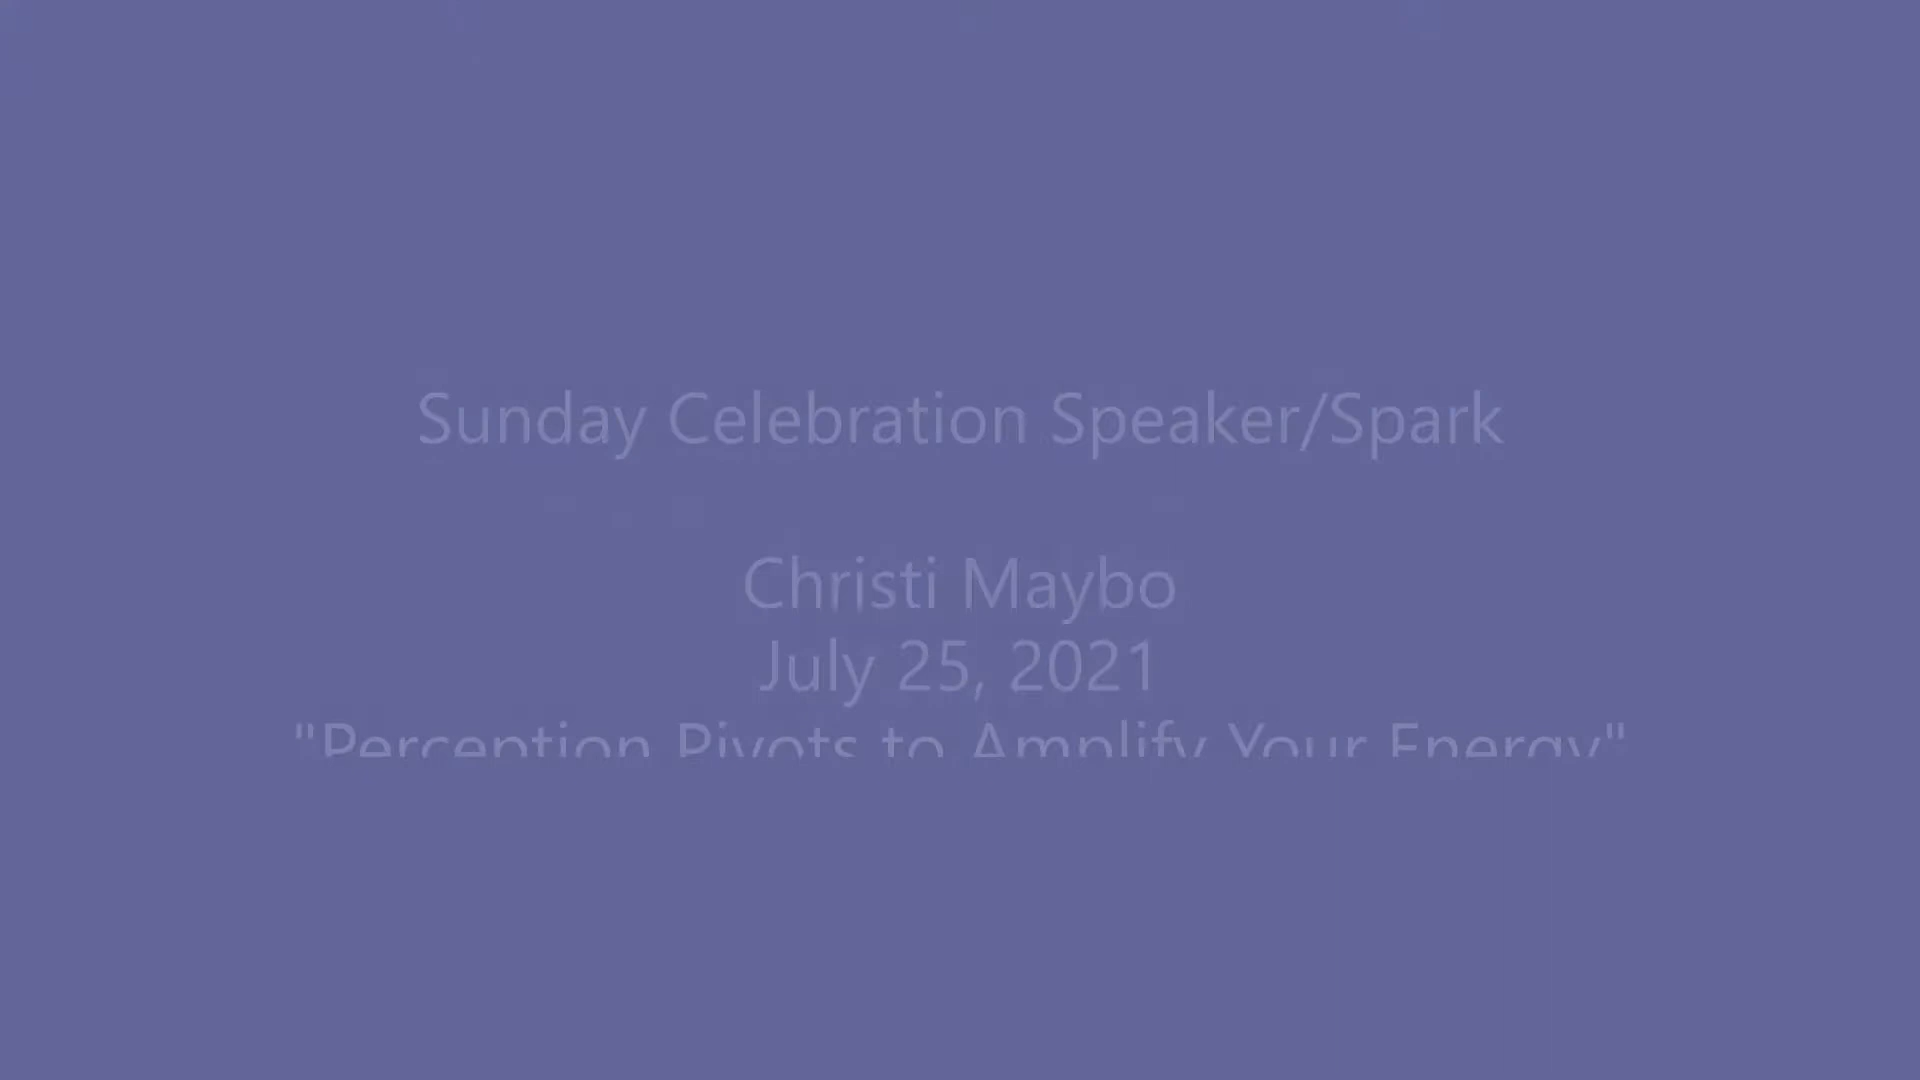 Sunday Celebration Speaker/Spark
Christi Maybo
July 25, 2021
"Perception Pivots to Amplify Your Energy"